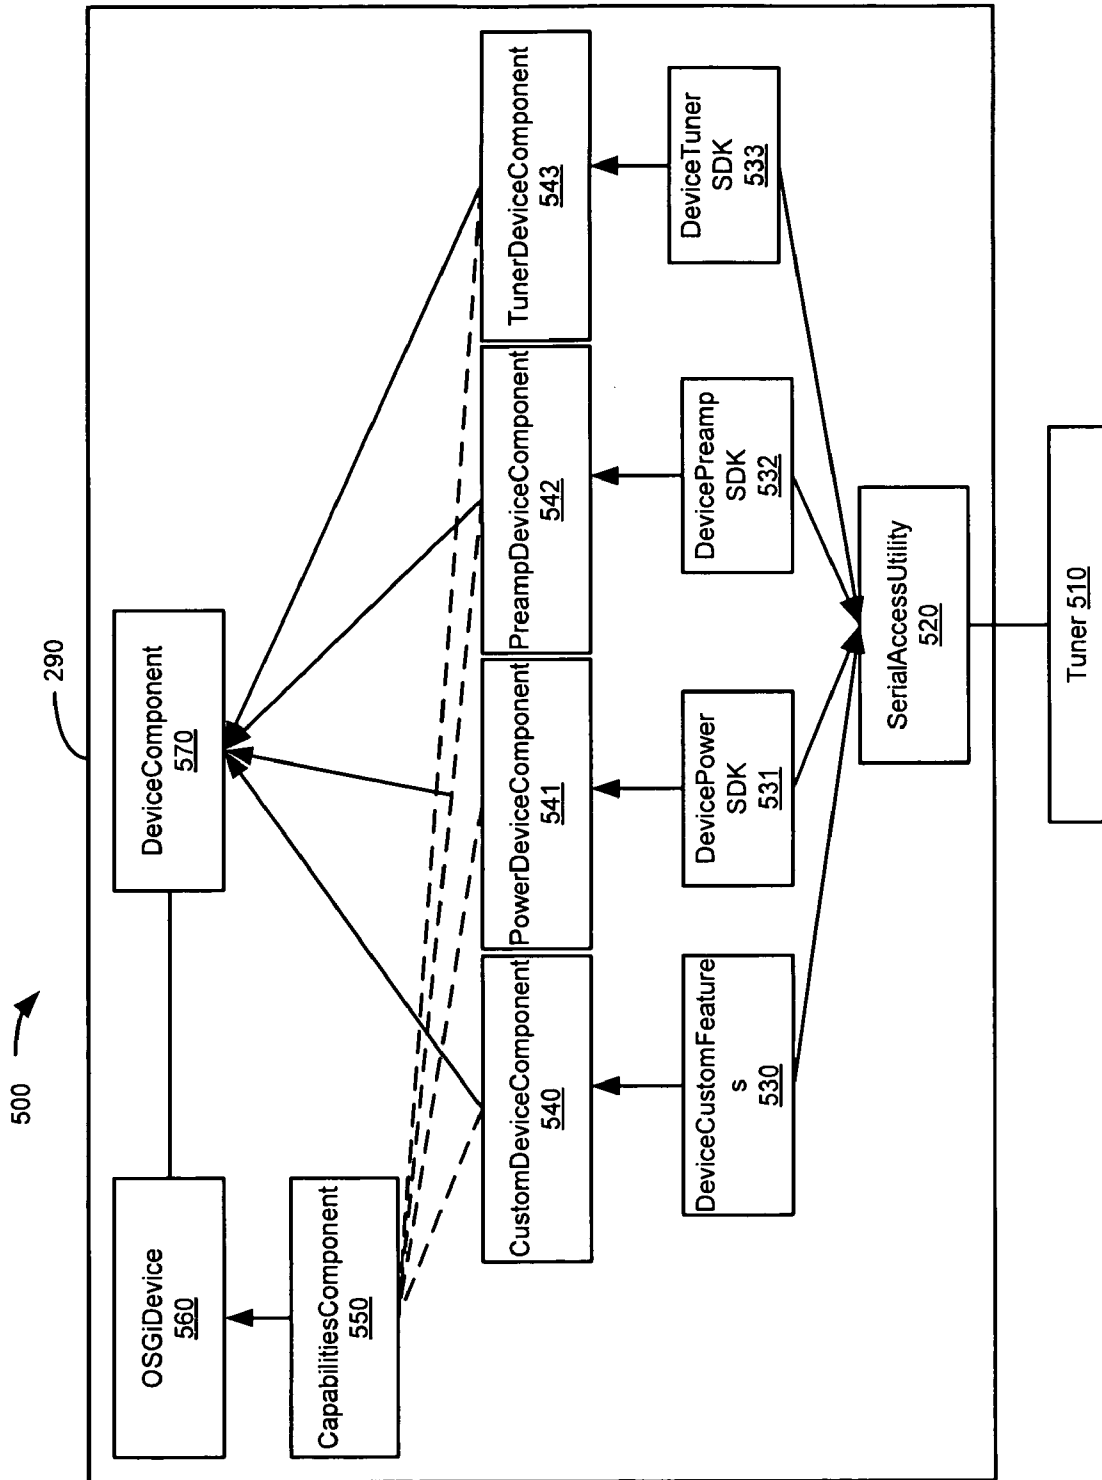 500
290
OSGiDevice
560
DeviceComponent
570
CapabilitiesComponent
550
CustomDeviceComponent
540
PowerDeviceComponent
541
PreampDeviceComponent
542
TunerDeviceComponent
543
DeviceCustomFeature
s
530
DevicePower
SDK
531
DevicePreamp
SDK
532
DeviceTuner
SDK
533
SerialAccessUtility
520
Tuner 510